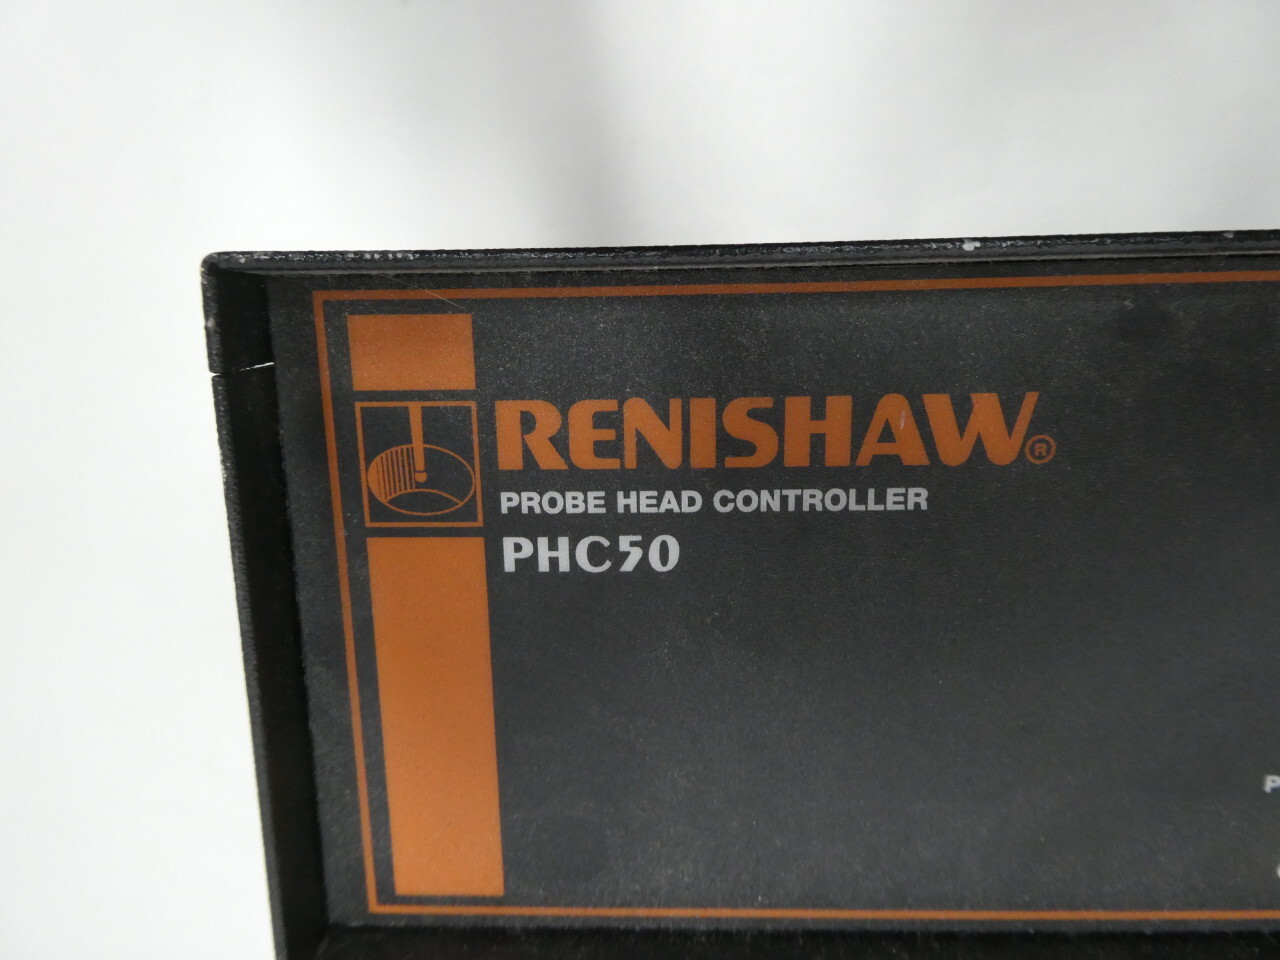 RENISHAW®
PROBE HEAD CONTROLLER
PHC50